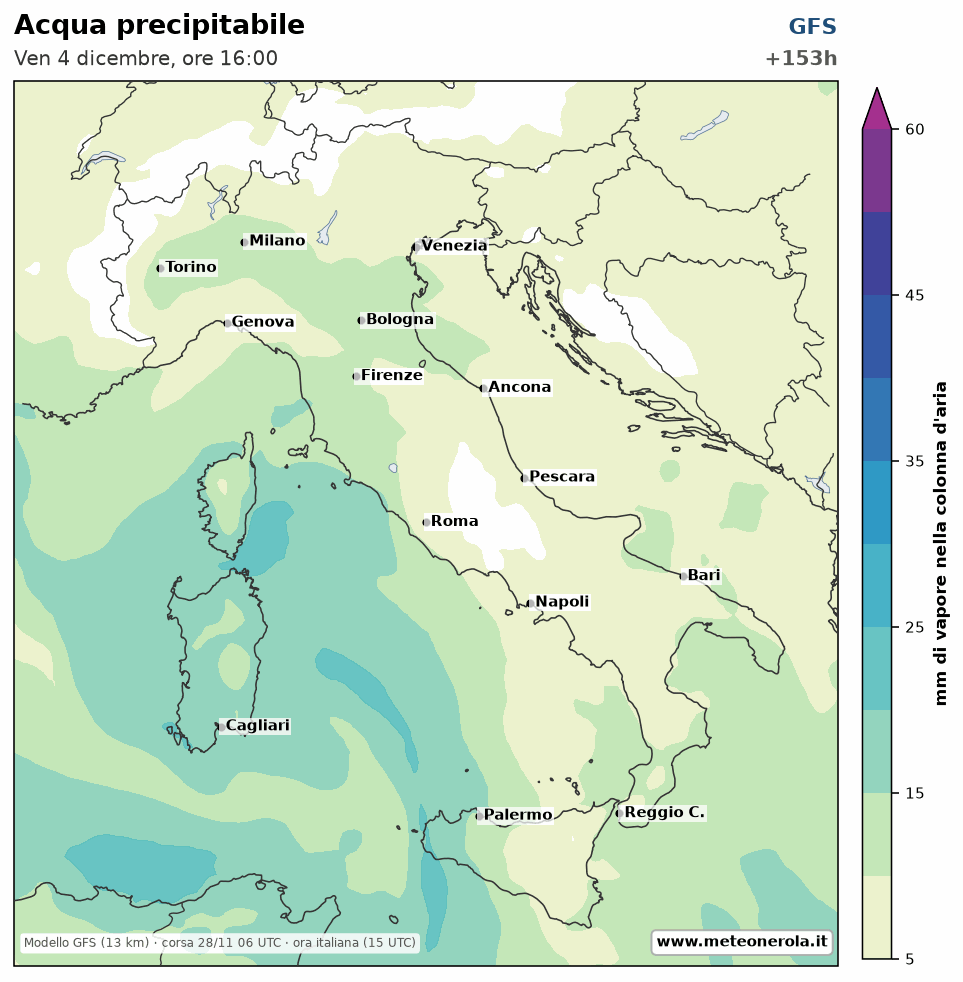 Acqua precipitabile
GFS
Ven 4 dicembre, ore 16:00
+153h
Milano
Venezia
Torino
Genova
Bologna
Firenze
Ancona
Pescara
Roma
Bari
Napoli
Cagliari
Palermo
Reggio C.
60
45
35
25
15
5
mm di vapore nella colonna d'aria
Modello GFS (13 km) · corsa 28/11 06 UTC · ora italiana (15 UTC)
www.meteonerola.it